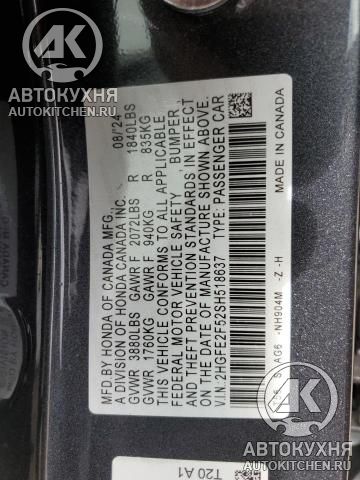 АВТОКУХНЯ
AUTOKITCHEN.RU
MFD.BY HONDA OF CANADA MFG.,
A DIVISION OF HONDA CANADA INC. 08/'24
GVWR 3880LBS GAWR F 2072LBS R 1840LBS
GVWR 1760KG GAWR F 940KG R 835KG
THIS VEHICLE CONFORMS TO ALL APPLICABLE
FEDERAL MOTOR VEHICLE SAFETY BUMPER,
AND THEFT PREVENTION STANDARDS IN EFFECT
ON THE DATE OF MANUFACTURE SHOWN ABOVE.
V.I.N. 2HGFE2F52SH518637 TYPE: PASSENGER CAR
AG6 -NH904M -Z -H
MADE IN CANADA
T20 A1
АВТОКУХНЯ
AUTOKITCHEN.RU